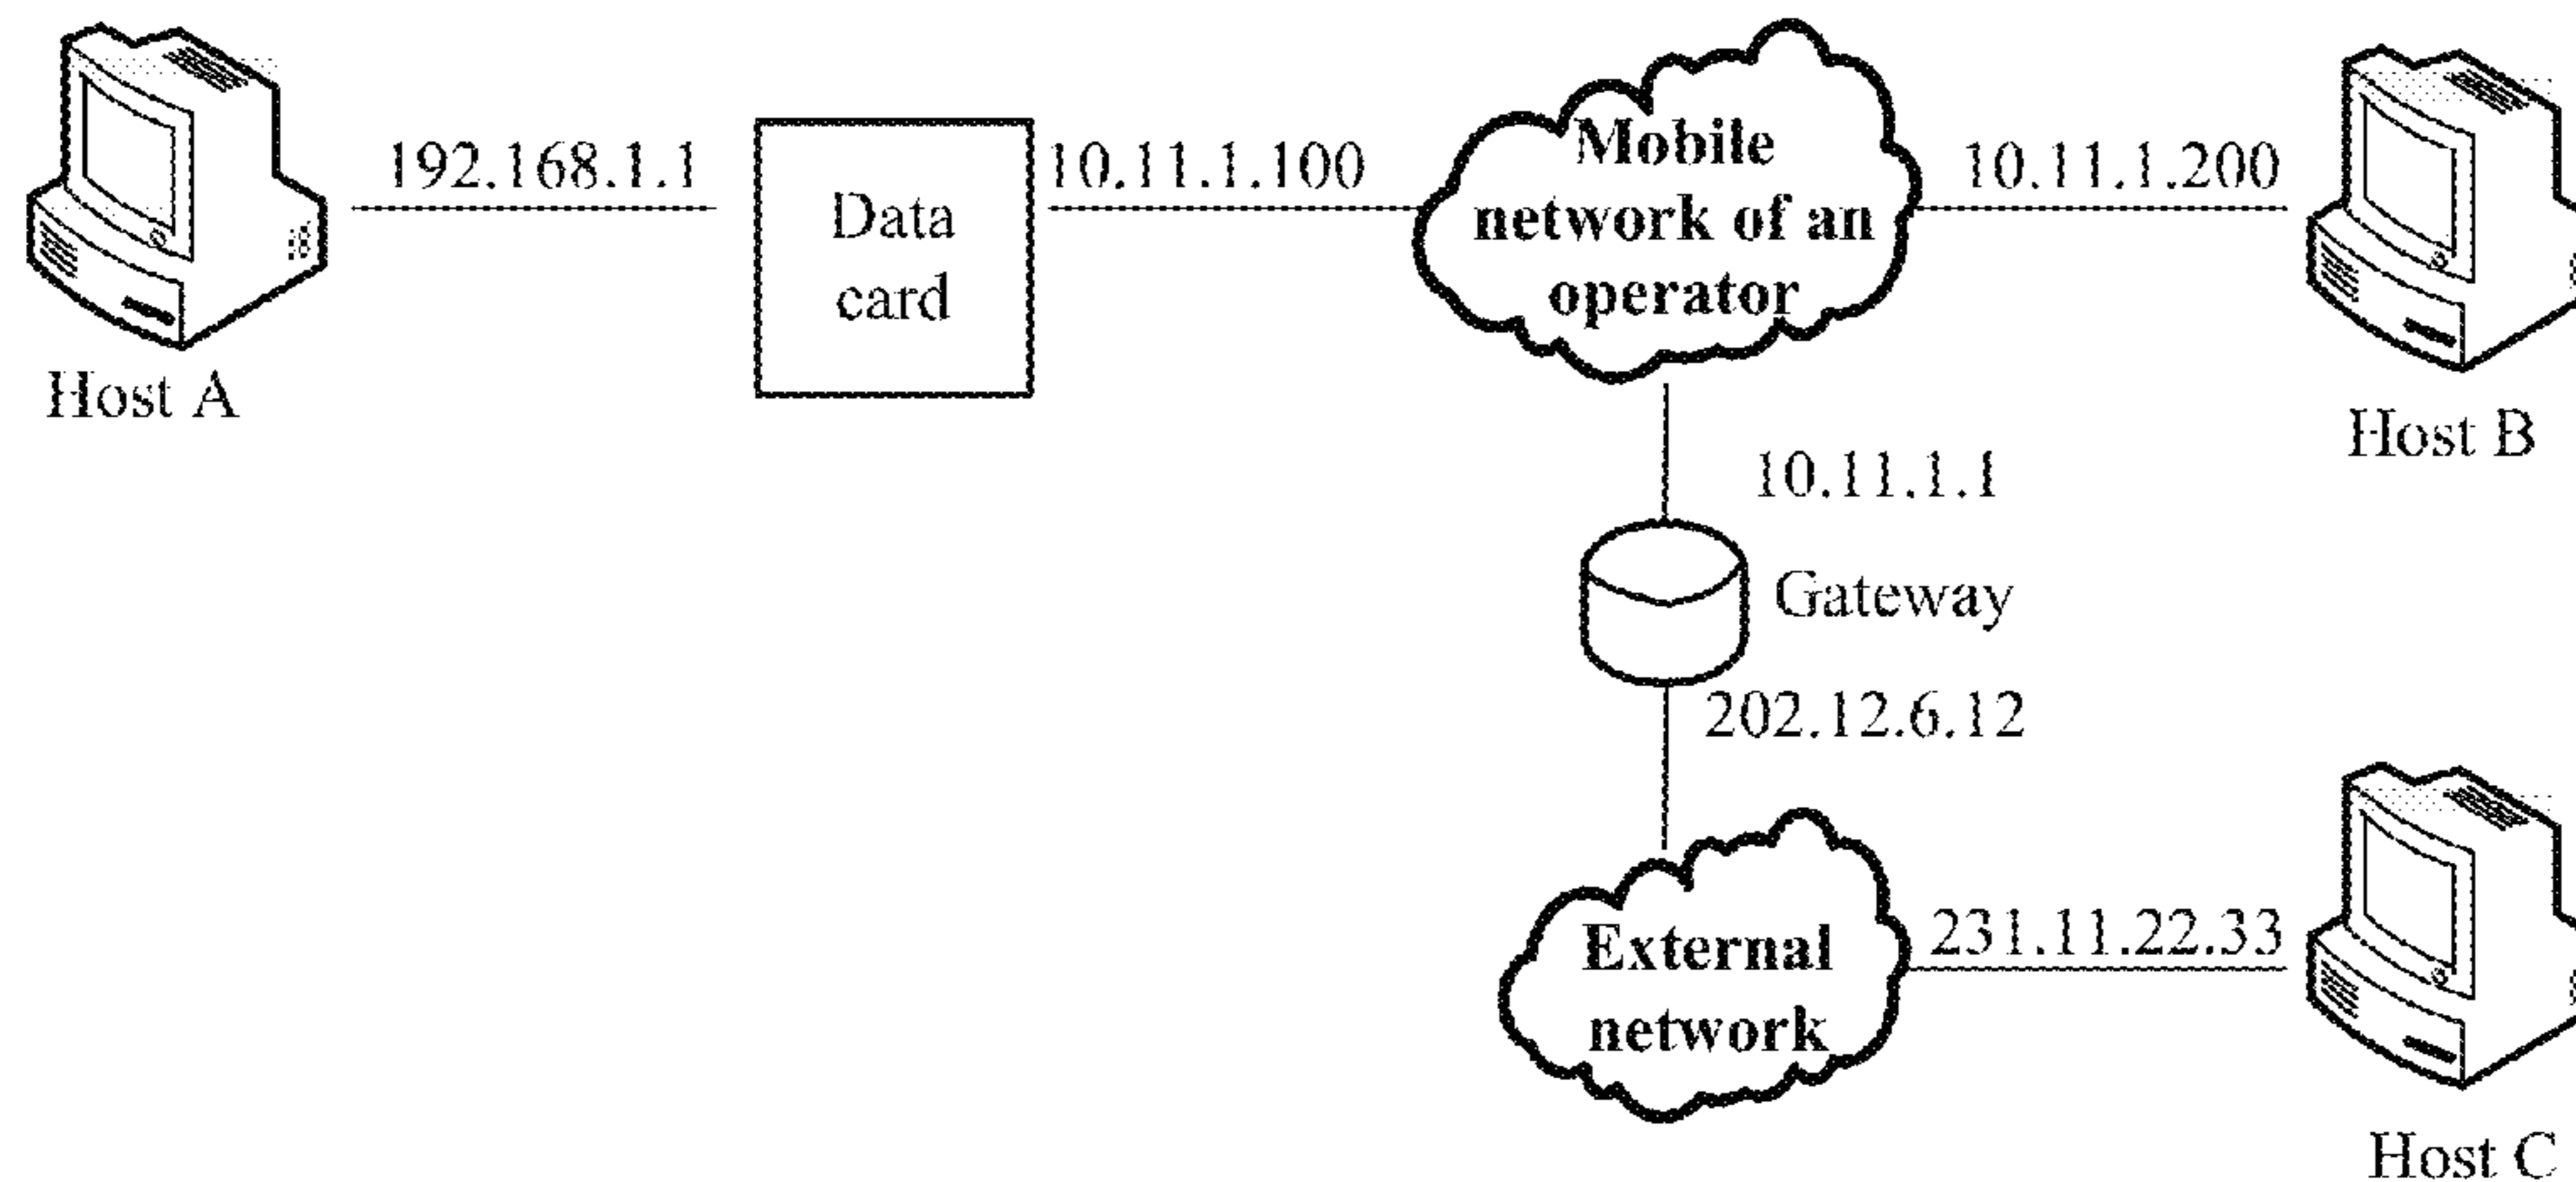 192.168.1.1
Data
card
Host A
10.11.1.100
Mobile
network of an
operator
10.11.1.200
Host B
10.11.1.1
Gateway
202.12.6.12
External
network
231.11.22.33
Host C